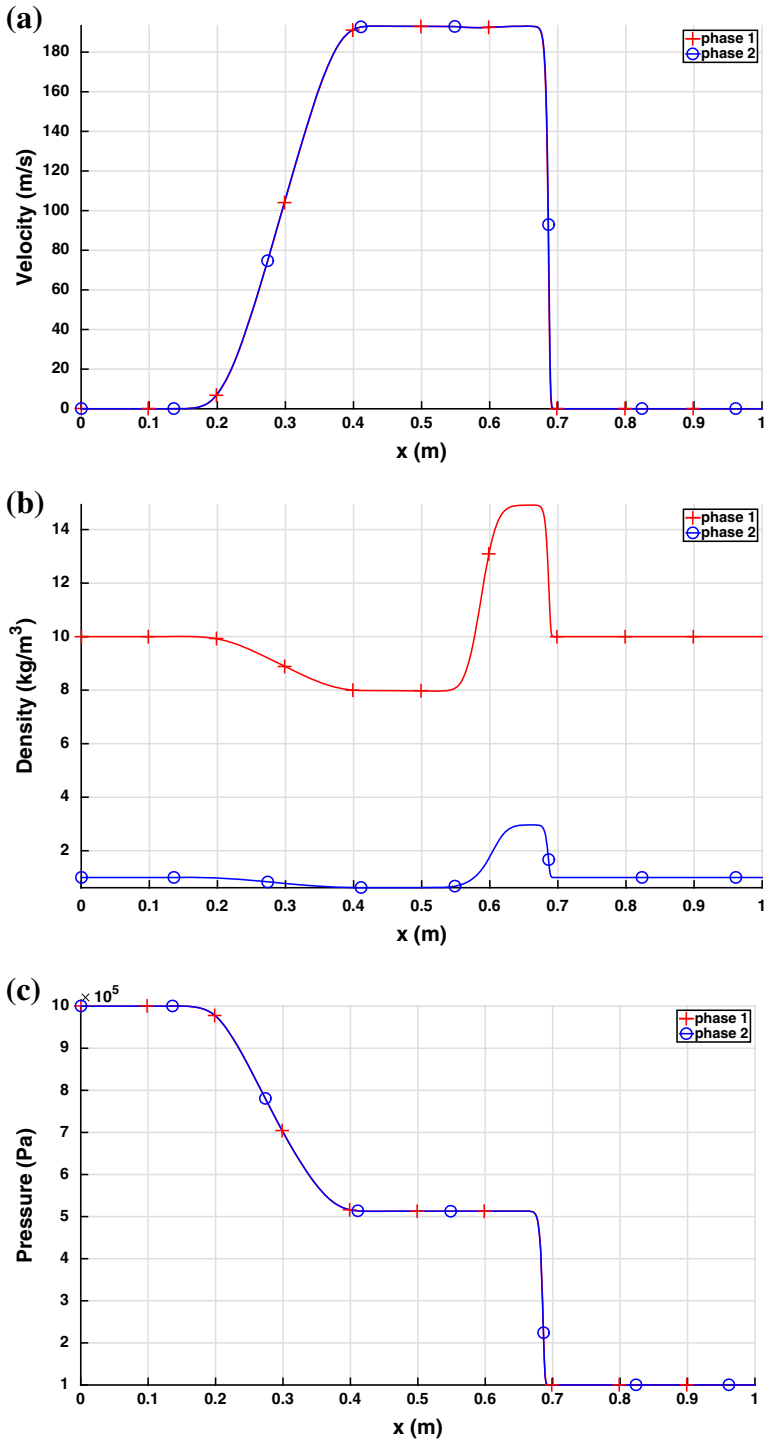 (a)
180
160
140
120
100
80
60
40
20
0
Velocity (m/s)
phase 1
phase 2
0 0.1 0.2 0.3 0.4 0.5 0.6 0.7 0.8 0.9 1
x (m)
(b)
14
12
10
8
6
4
2
Density (kg/m³)
phase 1
phase 2
0 0.1 0.2 0.3 0.4 0.5 0.6 0.7 0.8 0.9 1
x (m)
(c)
× 10⁵
10
9
8
7
6
5
4
3
2
1
Pressure (Pa)
phase 1
phase 2
0 0.1 0.2 0.3 0.4 0.5 0.6 0.7 0.8 0.9 1
x (m)